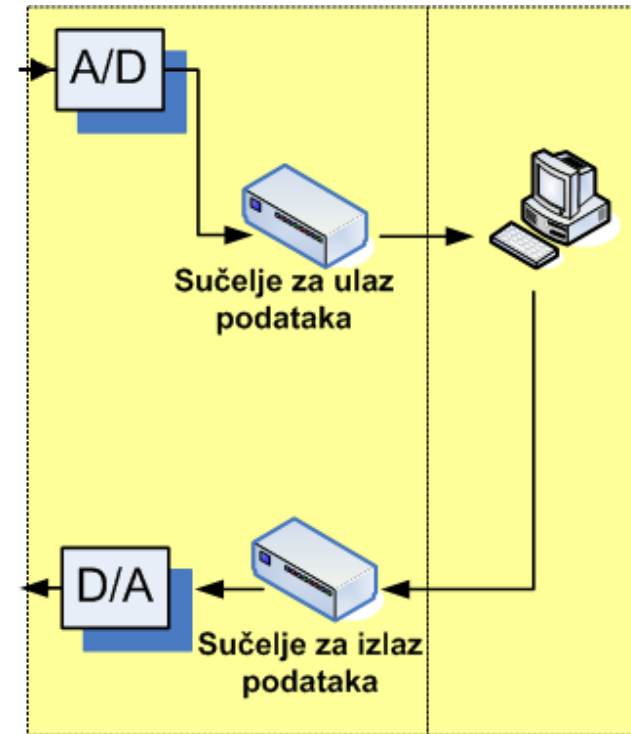 A/D
Sučelje za ulaz
podataka
D/A
Sučelje za izlaz
podataka